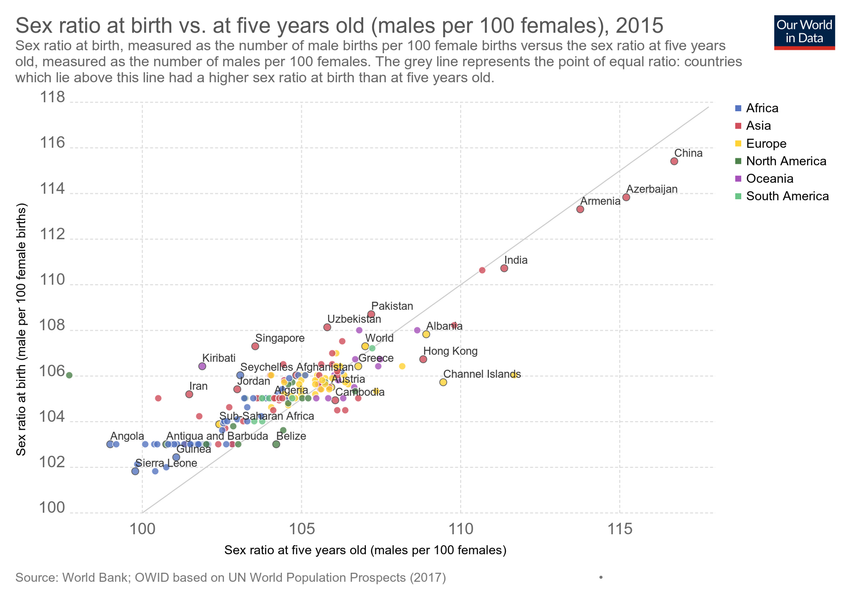 Sex ratio at birth vs. at five years old (males per 100 females), 2015
Our World
in Data
Sex ratio at birth, measured as the number of male births per 100 female births versus the sex ratio at five years
old, measured as the number of males per 100 females. The grey line represents the point of equal ratio: countries
which lie above this line had a higher sex ratio at birth than at five years old.
118
116
114
112
110
108
106
104
102
100
Sex ratio at birth (male per 100 female births)
Africa
Asia
Europe
North America
Oceania
South America
China
Azerbaijan
Armenia
India
Pakistan
Uzbekistan
Albania
Singapore
World
Hong Kong
Kiribati
Greece
Seychelles
Afghanistan
Channel Islands
Iran
Jordan
Austria
Algeria
Cambodia
Sub-Saharan Africa
Angola
Antigua and Barbuda
Belize
Guinea
Sierra Leone
100
105
110
115
Sex ratio at five years old (males per 100 females)
Source: World Bank; OWID based on UN World Population Prospects (2017)